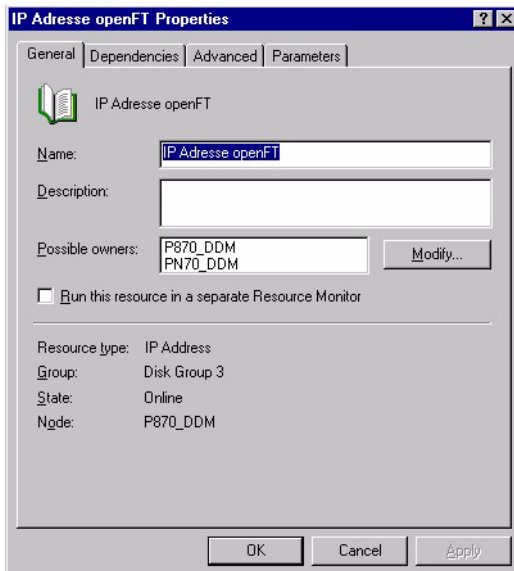 IP Adresse openFT Properties
General Dependencies Advanced Parameters
IP Adresse openFT
Name: IP Adresse openFT
Description:
Possible owners: P870_DDM
PN70_DDM
Modify...
Run this resource in a separate Resource Monitor
Resource type: IP Address
Group: Disk Group 3
State: Online
Node: P870_DDM
OK Cancel Apply